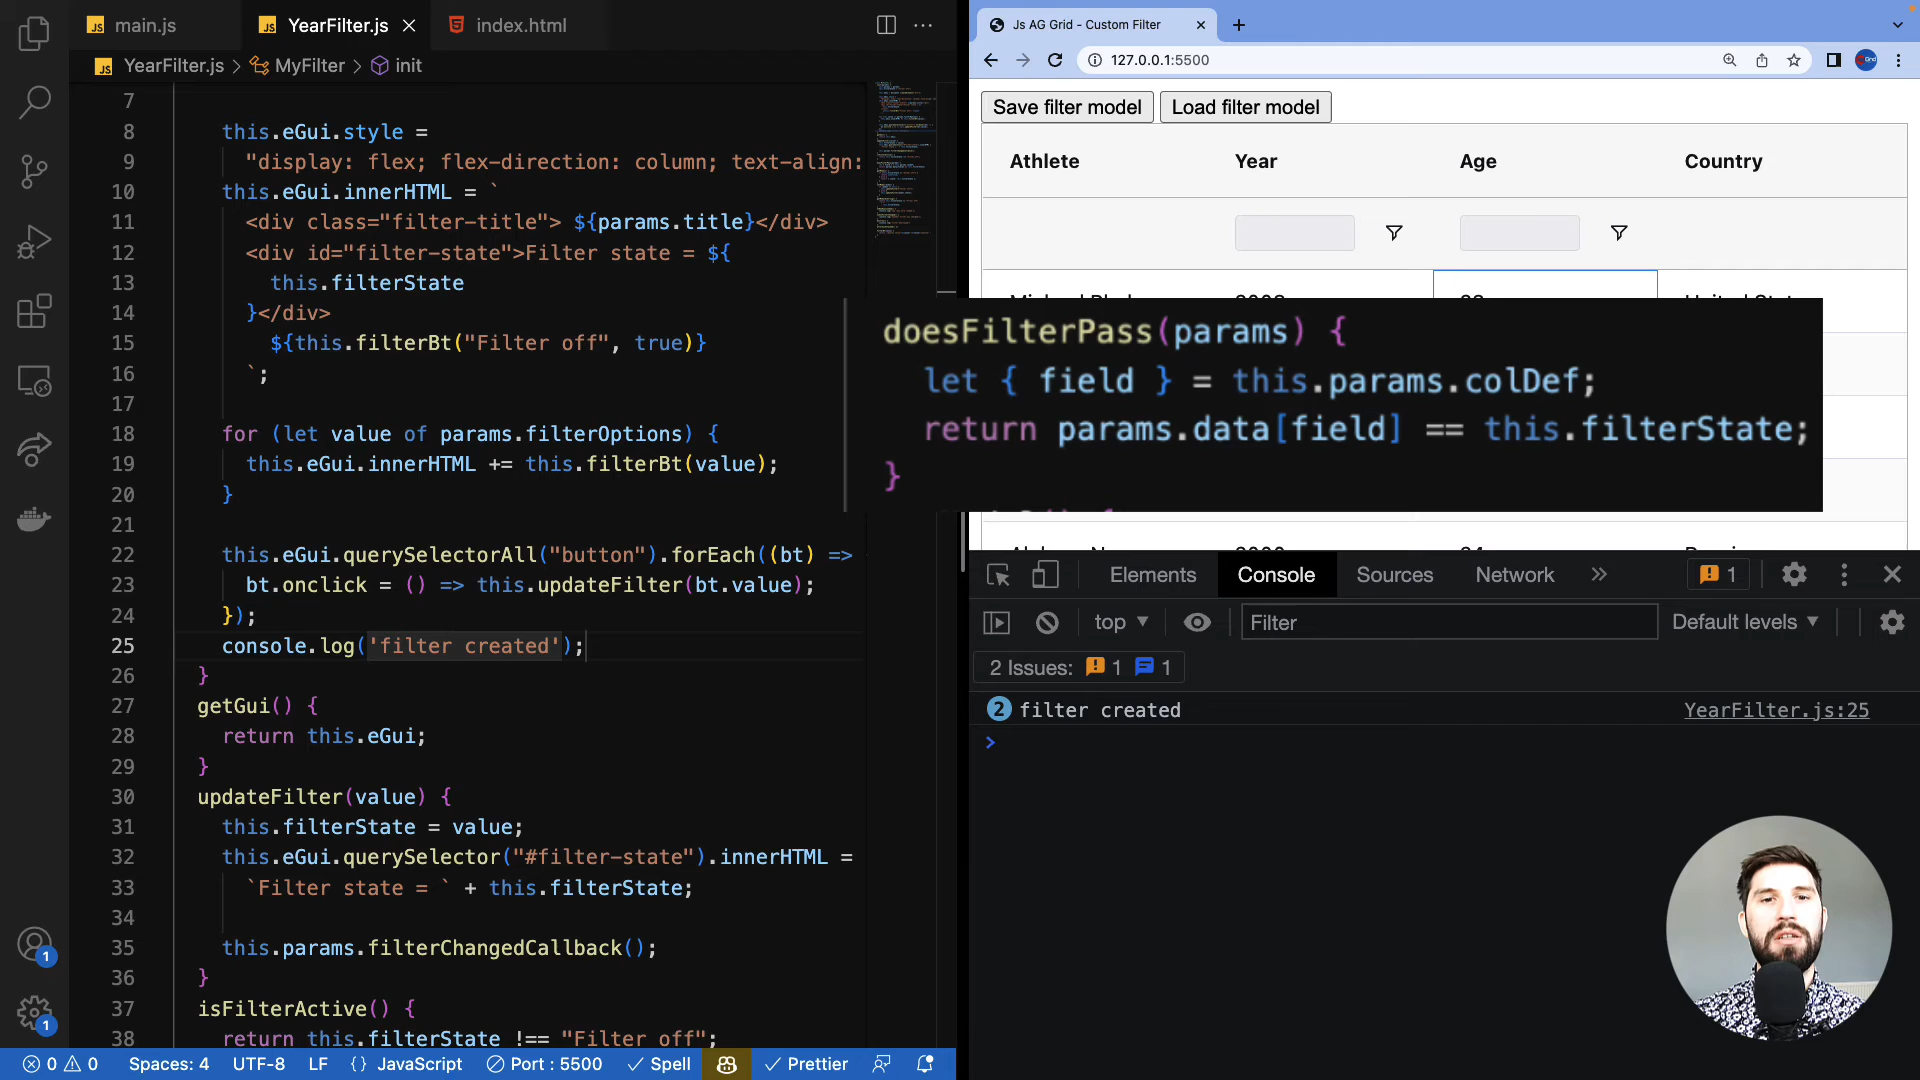 main.js
YearFilter.js
index.html
YearFilter.js > MyFilter > init
7
8 this.eGui.style =
9 "display: flex; flex-direction: column; text-align:
10 this.eGui.innerHTML = `
11 <div class="filter-title"> ${params.title}</div>
12 <div id="filter-state">Filter state = ${
13 this.filterState
14 }</div>
15 ${this.filterBt("Filter off", true)}
16 `;
17
18 for (let value of params.filterOptions) {
19 this.eGui.innerHTML += this.filterBt(value);
20 }
21
22 this.eGui.querySelectorAll("button").forEach((bt) =>
23 bt.onclick = () => this.updateFilter(bt.value);
24 });
25 console.log('filter created');
26 }
27 getGui() {
28 return this.eGui;
29 }
30 updateFilter(value) {
31 this.filterState = value;
32 this.eGui.querySelector("#filter-state").innerHTML =
33 `Filter state = ` + this.filterState;
34
35 this.params.filterChangedCallback();
36 }
37 isFilterActive() {
38 return this.filterState !== "Filter off";
1
1
0 0 Spaces: 4 UTF-8 LF {} JavaScript Port : 5500 Spell Prettier
Js AG Grid - Custom Filter
127.0.0.1:5500
Save filter model Load filter model
Athlete Year Age Country
doesFilterPass(params) {
let { field } = this.params.colDef;
return params.data[field] == this.filterState;
}
Elements Console Sources Network >> 1
top Filter Default levels
2 Issues: 1 1
2 filter created YearFilter.js:25
>